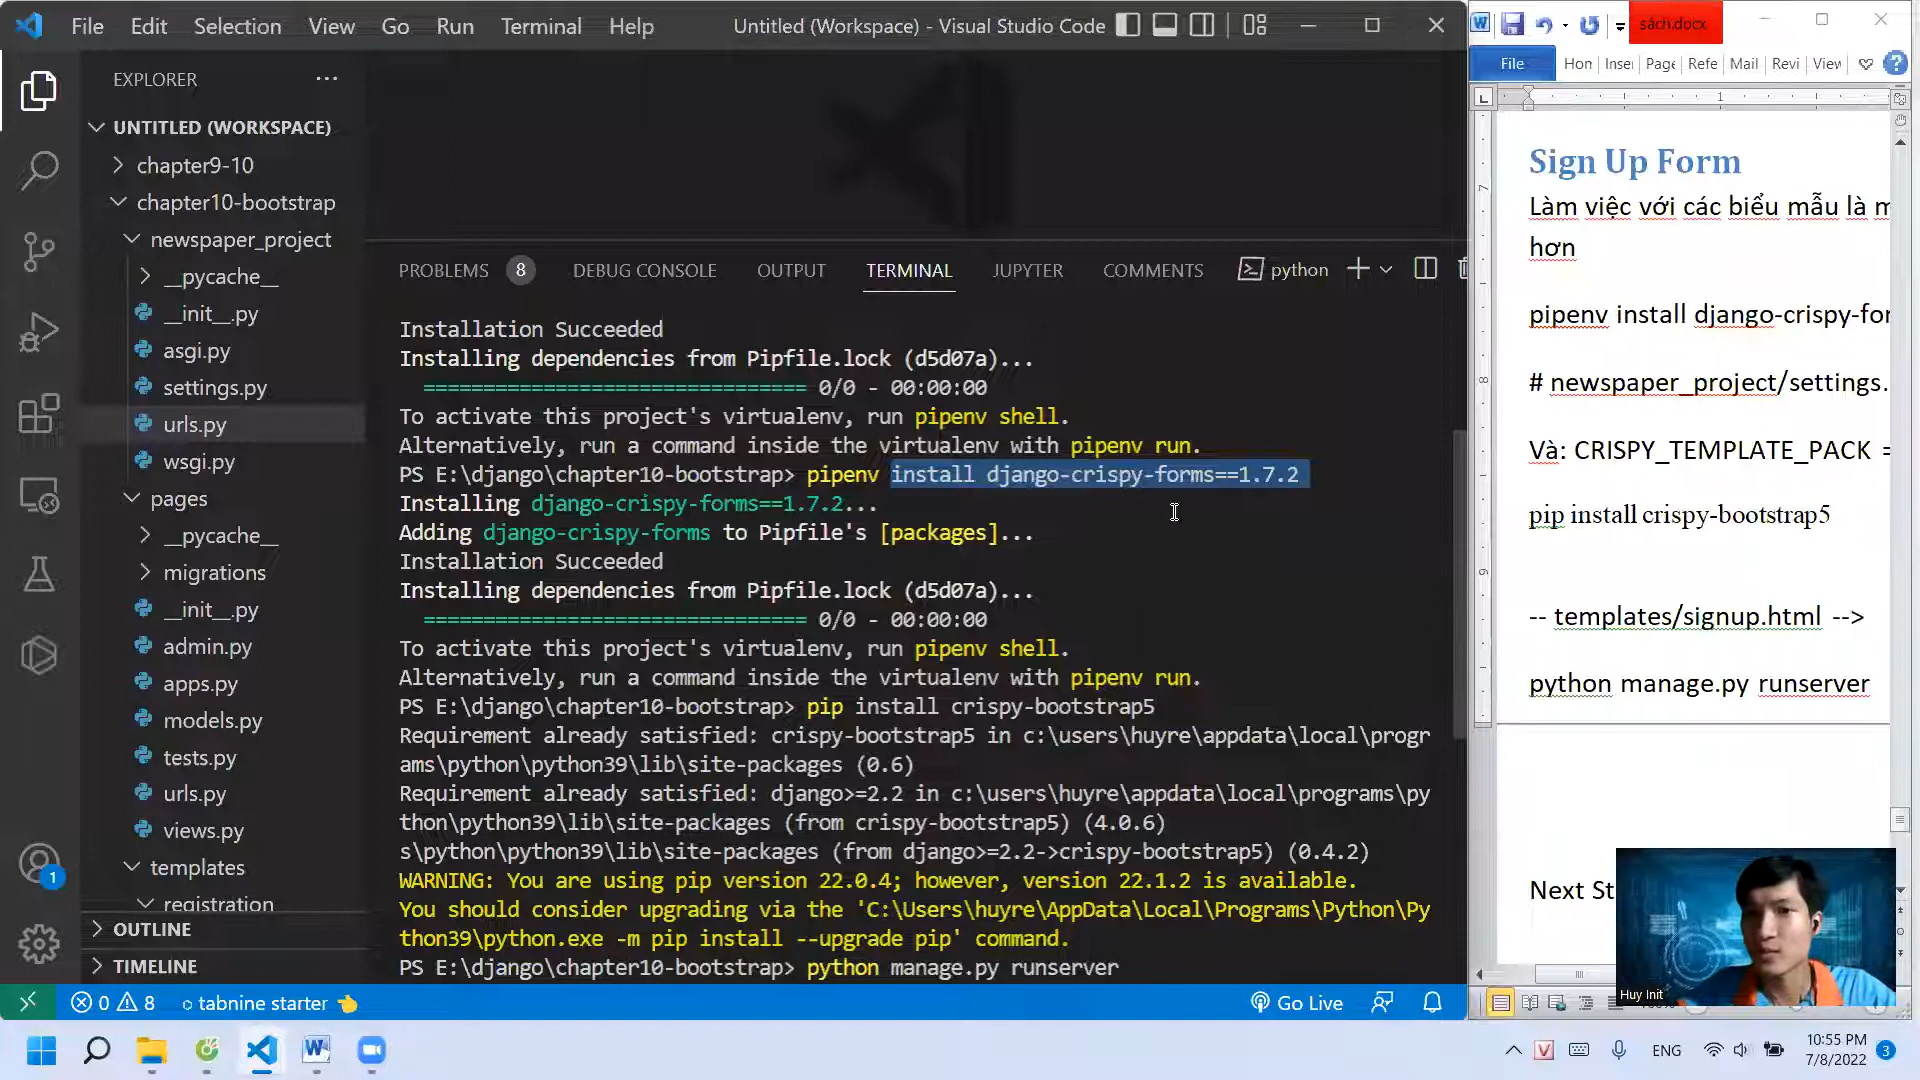 File Edit Selection View Go Run Terminal Help
Untitled (Workspace) - Visual Studio Code
EXPLORER
UNTITLED (WORKSPACE)
chapter9-10
chapter10-bootstrap
newspaper_project
__pycache__
__init__.py
asgi.py
settings.py
urls.py
wsgi.py
pages
__pycache__
migrations
__init__.py
admin.py
apps.py
models.py
tests.py
urls.py
views.py
templates
registration
OUTLINE
TIMELINE
PROBLEMS 8 DEBUG CONSOLE OUTPUT TERMINAL JUPYTER COMMENTS python
Installation Succeeded
Installing dependencies from Pipfile.lock (d5d07a)...
================================ 0/0 - 00:00:00
To activate this project's virtualenv, run pipenv shell.
Alternatively, run a command inside the virtualenv with pipenv run.
PS E:\django\chapter10-bootstrap> pipenv install django-crispy-forms==1.7.2
Installing django-crispy-forms==1.7.2...
Adding django-crispy-forms to Pipfile's [packages]...
Installation Succeeded
Installing dependencies from Pipfile.lock (d5d07a)...
================================ 0/0 - 00:00:00
To activate this project's virtualenv, run pipenv shell.
Alternatively, run a command inside the virtualenv with pipenv run.
PS E:\django\chapter10-bootstrap> pip install crispy-bootstrap5
Requirement already satisfied: crispy-bootstrap5 in c:\users\huyre\appdata\local\progr
ams\python\python39\lib\site-packages (0.6)
Requirement already satisfied: django>=2.2 in c:\users\huyre\appdata\local\programs\py
thon\python39\lib\site-packages (from crispy-bootstrap5) (4.0.6)
s\python\python39\lib\site-packages (from django>=2.2->crispy-bootstrap5) (0.4.2)
WARNING: You are using pip version 22.0.4; however, version 22.1.2 is available.
You should consider upgrading via the 'C:\Users\huyre\AppData\Local\Programs\Python\Py
thon39\python.exe -m pip install --upgrade pip' command.
PS E:\django\chapter10-bootstrap> python manage.py runserver
0 8 tabnine starter
Go Live
sách.docx
File Hon Inser Page Refe Mail Revi View
1
7
8
9
Sign Up Form
Làm việc với các biểu mẫu là m
hơn
pipenv install django-crispy-for
# newspaper_project/settings.
Và: CRISPY_TEMPLATE_PACK =
pip install crispy-bootstrap5
-- templates/signup.html -->
python manage.py runserver
Next St
Huy Init
1
ENG
10:55 PM
7/8/2022
3